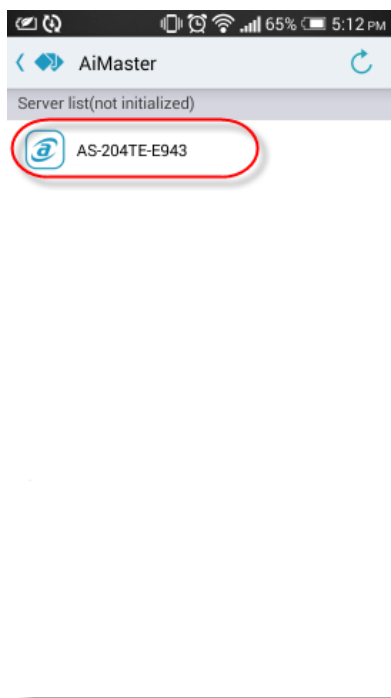 65% 5:12 PM
AiMaster
Server list(not initialized)
AS-204TE-E943